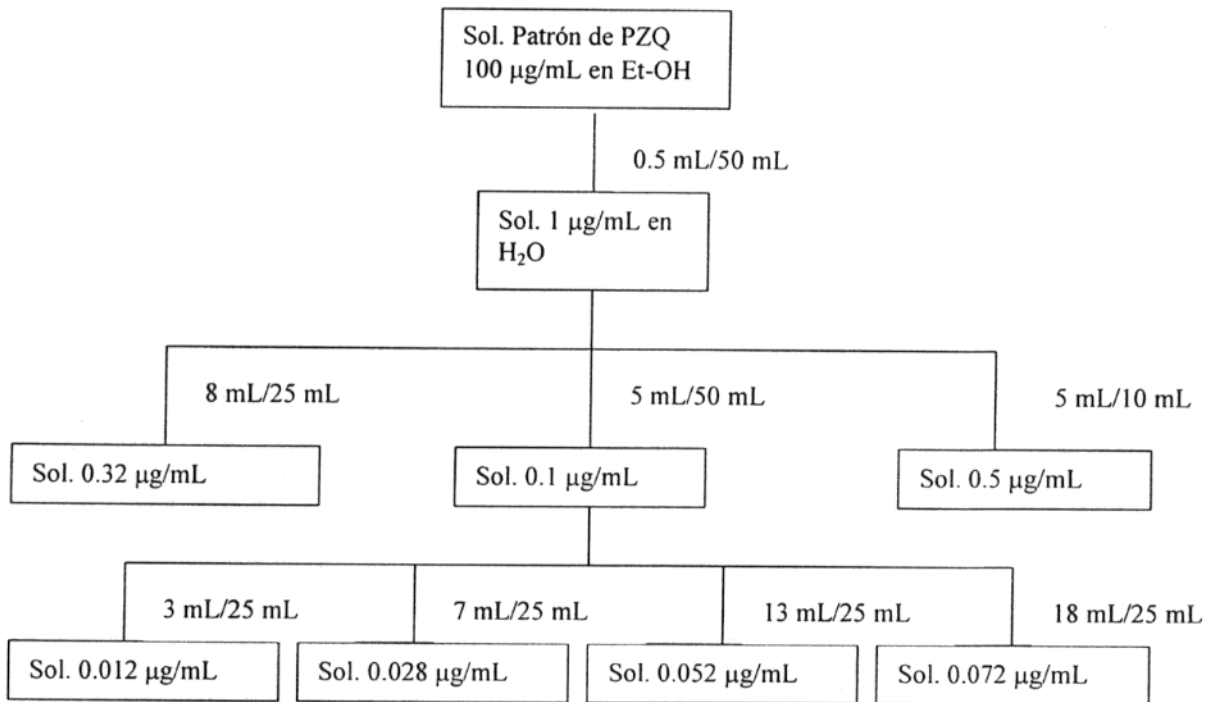 Sol. Patrón de PZQ
100 µg/mL en Et-OH
0.5 mL/50 mL
Sol. 1 µg/mL en
H₂O
8 mL/25 mL
5 mL/50 mL
5 mL/10 mL
Sol. 0.32 µg/mL
Sol. 0.1 µg/mL
Sol. 0.5 µg/mL
3 mL/25 mL
7 mL/25 mL
13 mL/25 mL
18 mL/25 mL
Sol. 0.012 µg/mL
Sol. 0.028 µg/mL
Sol. 0.052 µg/mL
Sol. 0.072 µg/mL